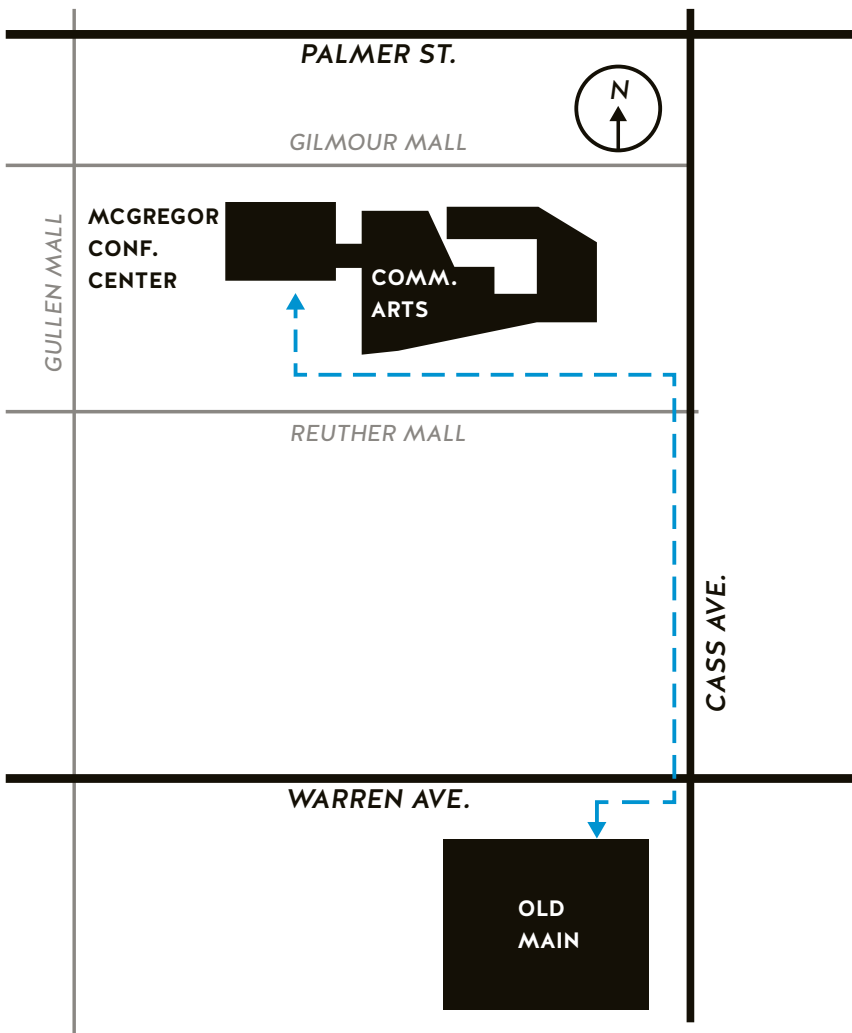 PALMER ST.
N
GILMOUR MALL
GULLEN MALL
MCGREGOR
CONF.
CENTER
COMM.
ARTS
REUTHER MALL
CASS AVE.
WARREN AVE.
OLD
MAIN